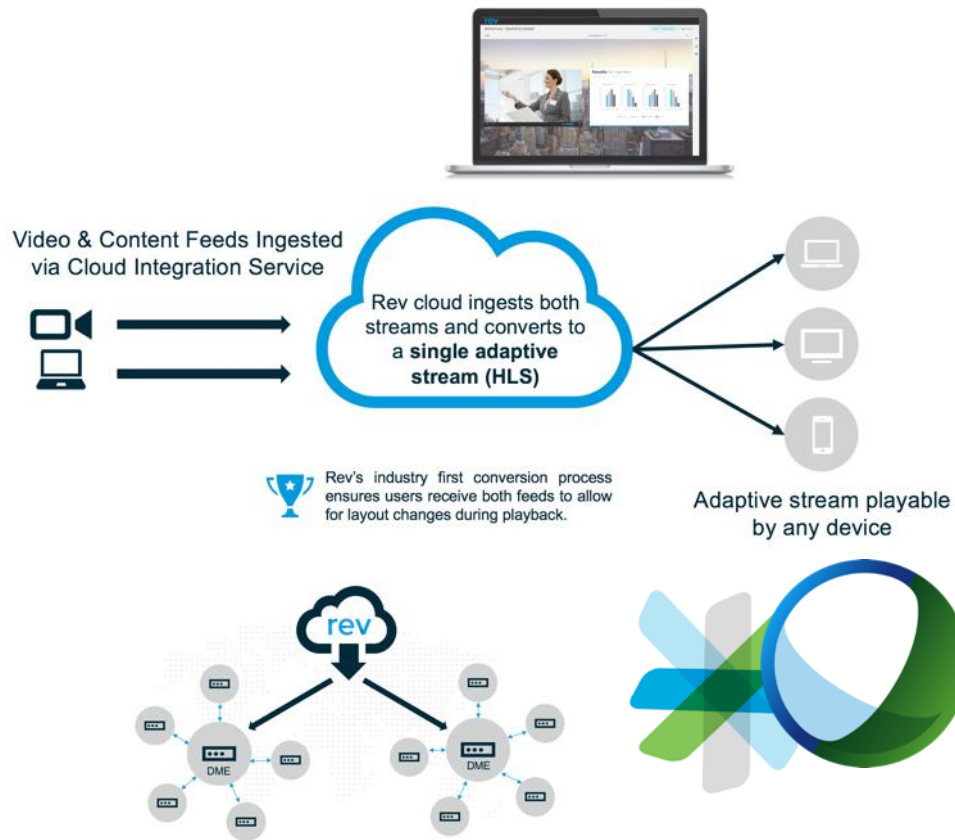 rev
Video & Content Feeds Ingested
via Cloud Integration Service
Rev cloud ingests both
streams and converts to
a single adaptive
stream (HLS)
Rev's industry first conversion process
ensures users receive both feeds to allow
for layout changes during playback.
Adaptive stream playable
by any device
rev
DME
DME